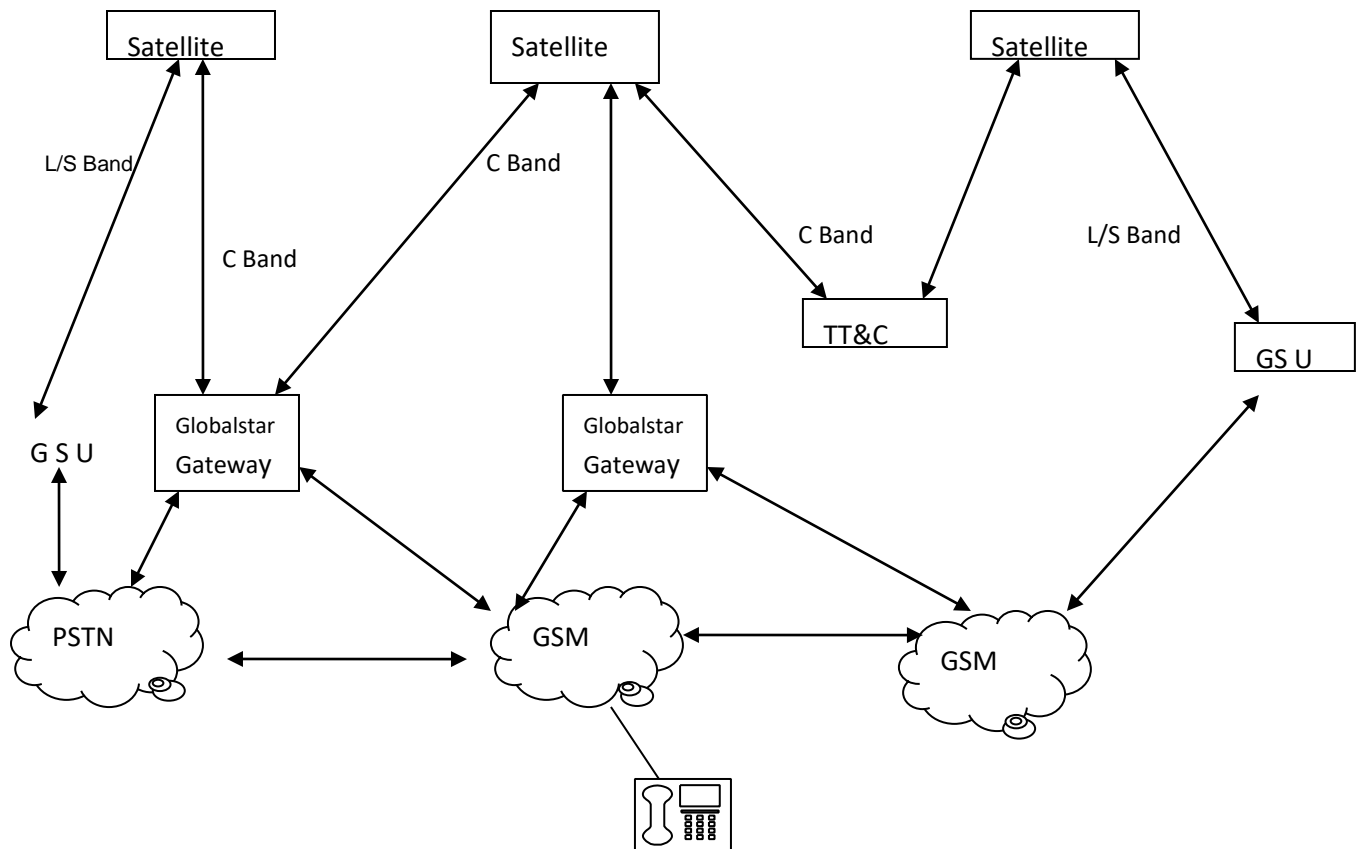 Satellite
Satellite
Satellite
L/S Band
C Band
C Band
C Band
L/S Band
TT&C
GS U
Globalstar
Gateway
Globalstar
Gateway
G S U
PSTN
GSM
GSM